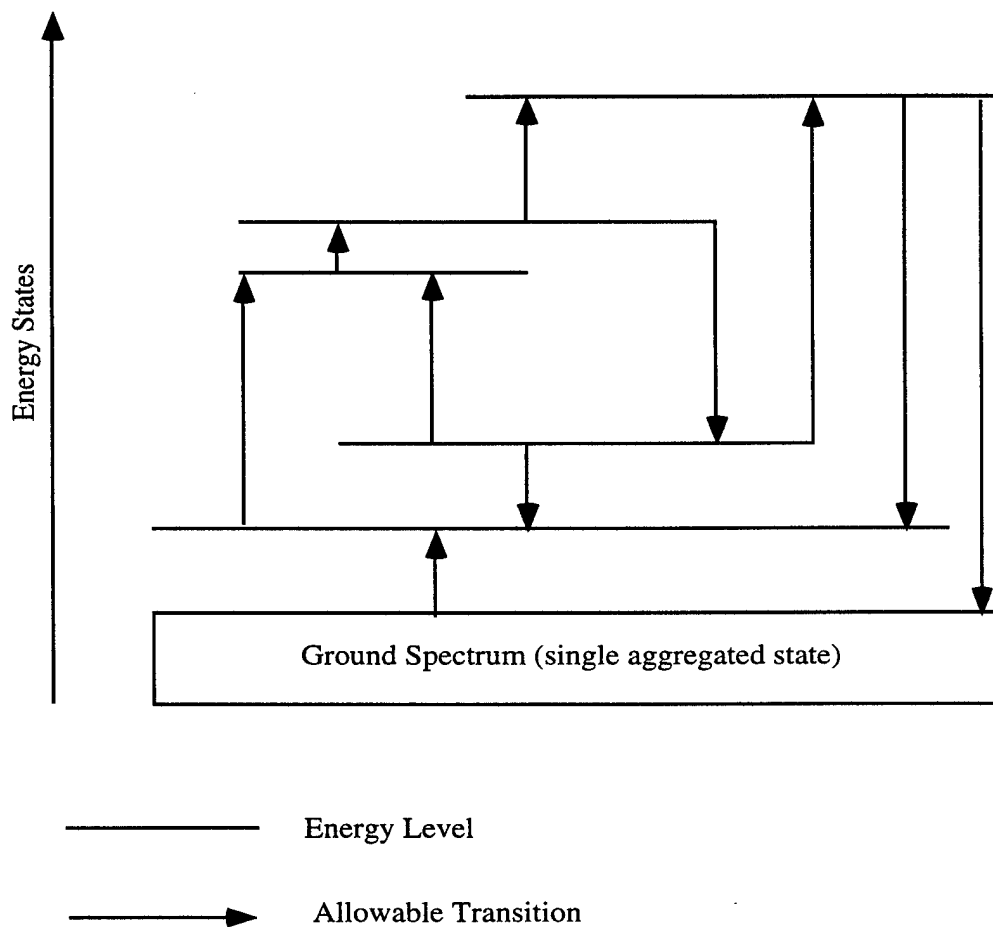 Energy States
Ground Spectrum (single aggregated state)
Energy Level
Allowable Transition